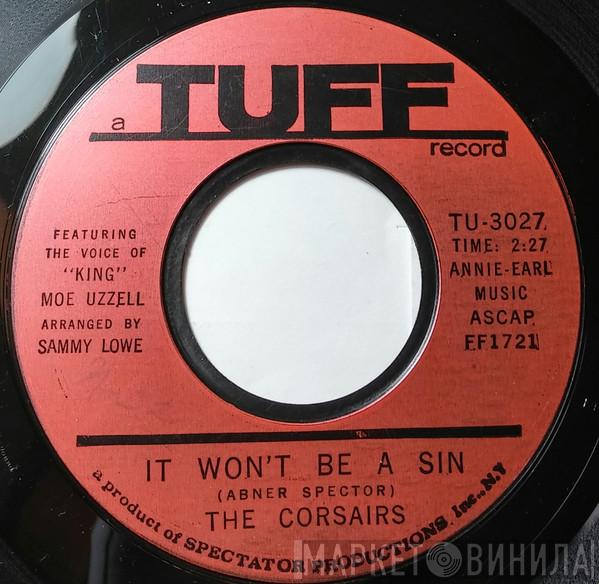 a TUFF
record
FEATURING
THE VOICE OF
"KING"
MOE UZZELL
ARRANGED BY
SAMMY LOWE
TU-3027
TIME: 2:27
ANNIE-EARL
MUSIC
ASCAP
FF1721
IT WON'T BE A SIN
(ABNER SPECTOR)
THE CORSAIRS
a product of SPECTATOR PRODUCTIONS, Inc., N.Y
МАРКЕТ ВИНИЛА